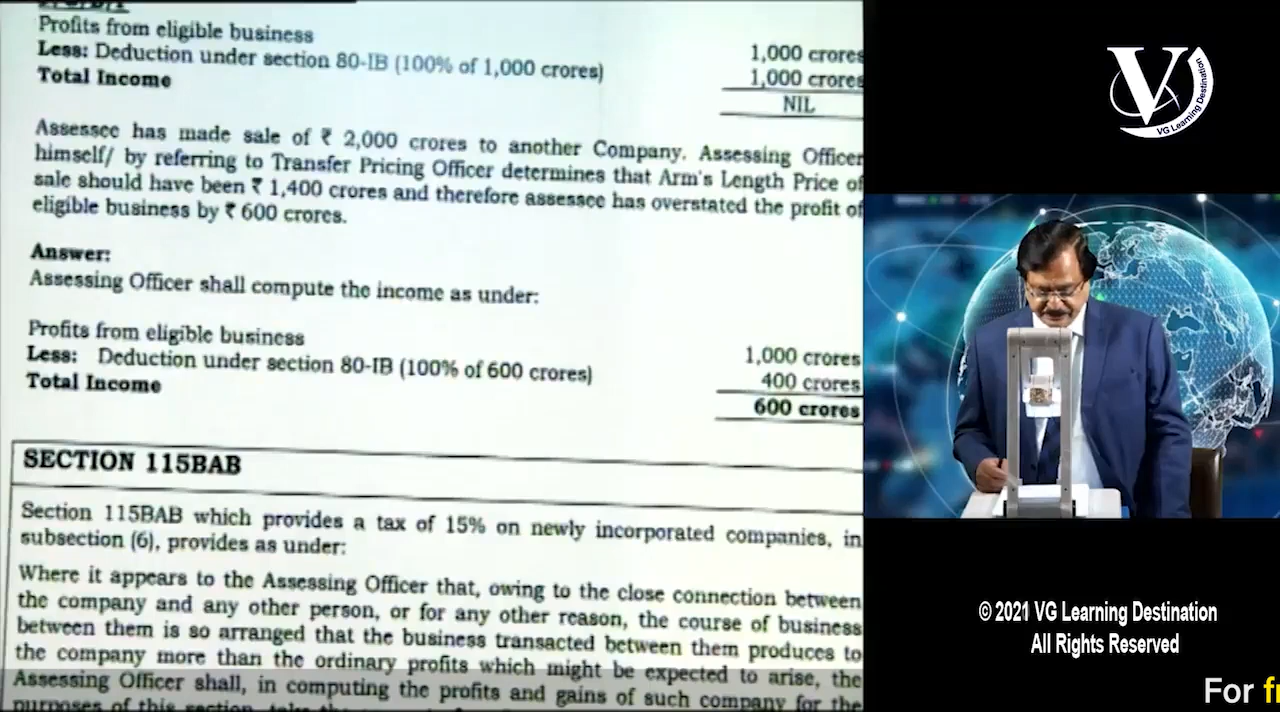 Profits from eligible business 1,000 crores
Less: Deduction under section 80-IB (100% of 1,000 crores) 1,000 crores
Total Income NIL
Assessee has made sale of ₹ 2,000 crores to another Company. Assessing Officer
himself/ by referring to Transfer Pricing Officer determines that Arm's Length Price of
sale should have been ₹ 1,400 crores and therefore assessee has overstated the profit of
eligible business by ₹ 600 crores.
Answer:
Assessing Officer shall compute the income as under:
Profits from eligible business 1,000 crores
Less: Deduction under section 80-IB (100% of 600 crores) 400 crores
Total Income 600 crores
SECTION 115BAB
Section 115BAB which provides a tax of 15% on newly incorporated companies, in
subsection (6), provides as under:
Where it appears to the Assessing Officer that, owing to the close connection between
the company and any other person, or for any other reason, the course of business
between them is so arranged that the business transacted between them produces to
the company more than the ordinary profits which might be expected to arise, the
Assessing Officer shall, in computing the profits and gains of such company for the
purposes of this section, take the
V
VG Learning Destination
© 2021 VG Learning Destination
All Rights Reserved
For